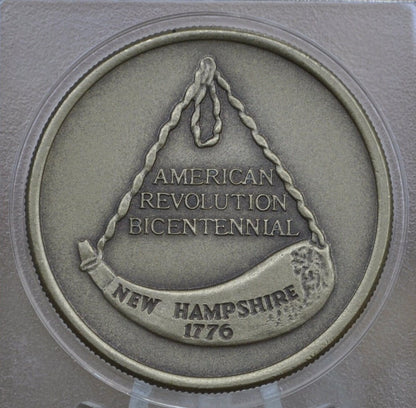 AMERICAN
REVOLUTION
BICENTENNIAL
NEW HAMPSHIRE
1776